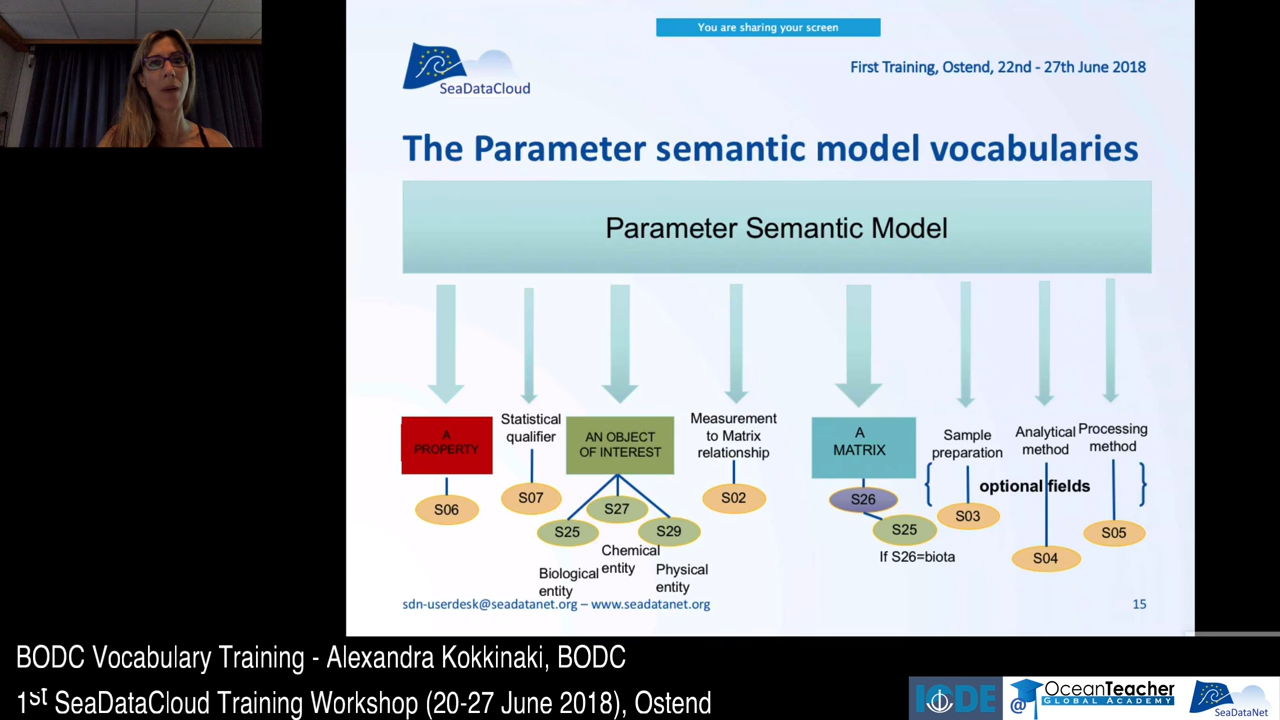 You are sharing your screen
SeaDataCloud
First Training, Ostend, 22nd - 27th June 2018
The Parameter semantic model vocabularies
Parameter Semantic Model
A
PROPERTY
Statistical
qualifier
AN OBJECT
OF INTEREST
Measurement
to Matrix
relationship
A
MATRIX
Sample
preparation
Analytical
method
Processing
method
optional fields
S06
S07
S25
S27
S29
S02
S26
S25
S03
S04
S05
If S26=biota
Biological
entity
Chemical
entity
Physical
entity
sdn-userdesk@seadatanet.org – www.seadatanet.org
15
BODC Vocabulary Training - Alexandra Kokkinaki, BODC
1st SeaDataCloud Training Workshop (20-27 June 2018), Ostend
IODE
@
OceanTeacher
GLOBAL ACADEMY
SeaDataNet